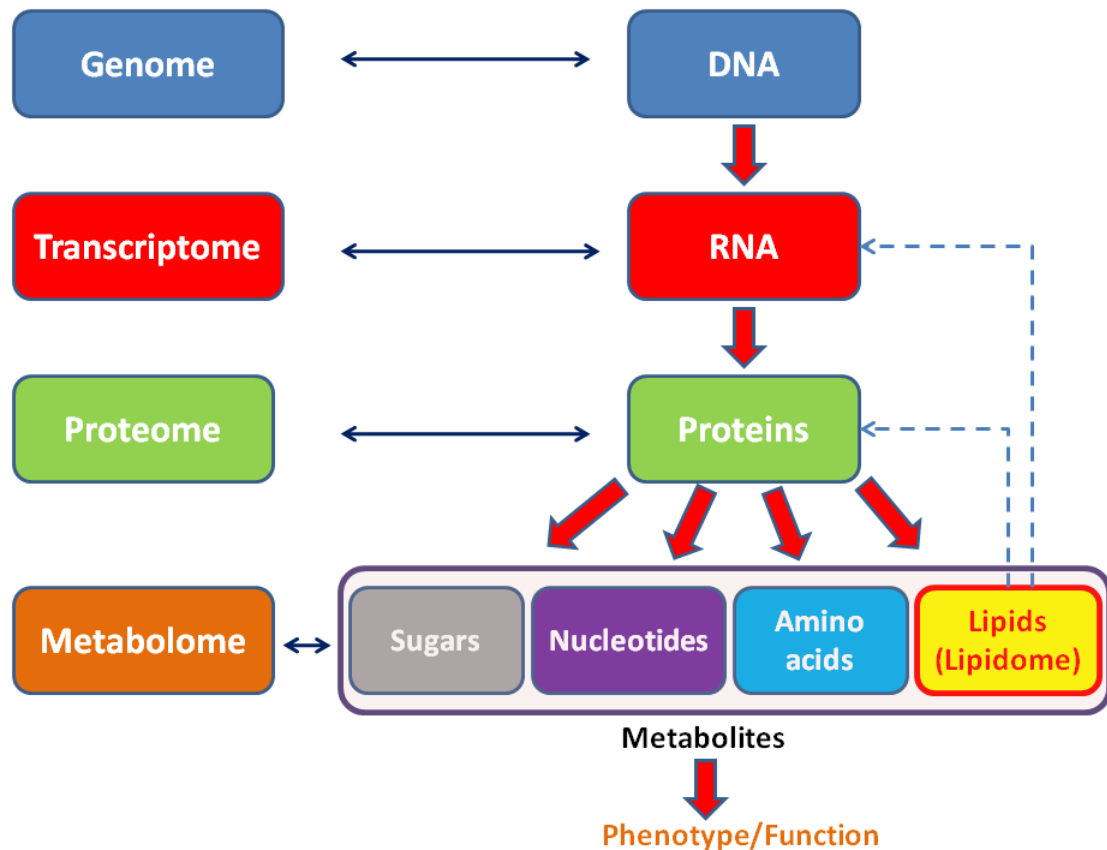 Genome
DNA
Transcriptome
RNA
Proteome
Proteins
Metabolome
Sugars
Nucleotides
Amino
acids
Lipids
(Lipidome)
Metabolites
Phenotype/Function